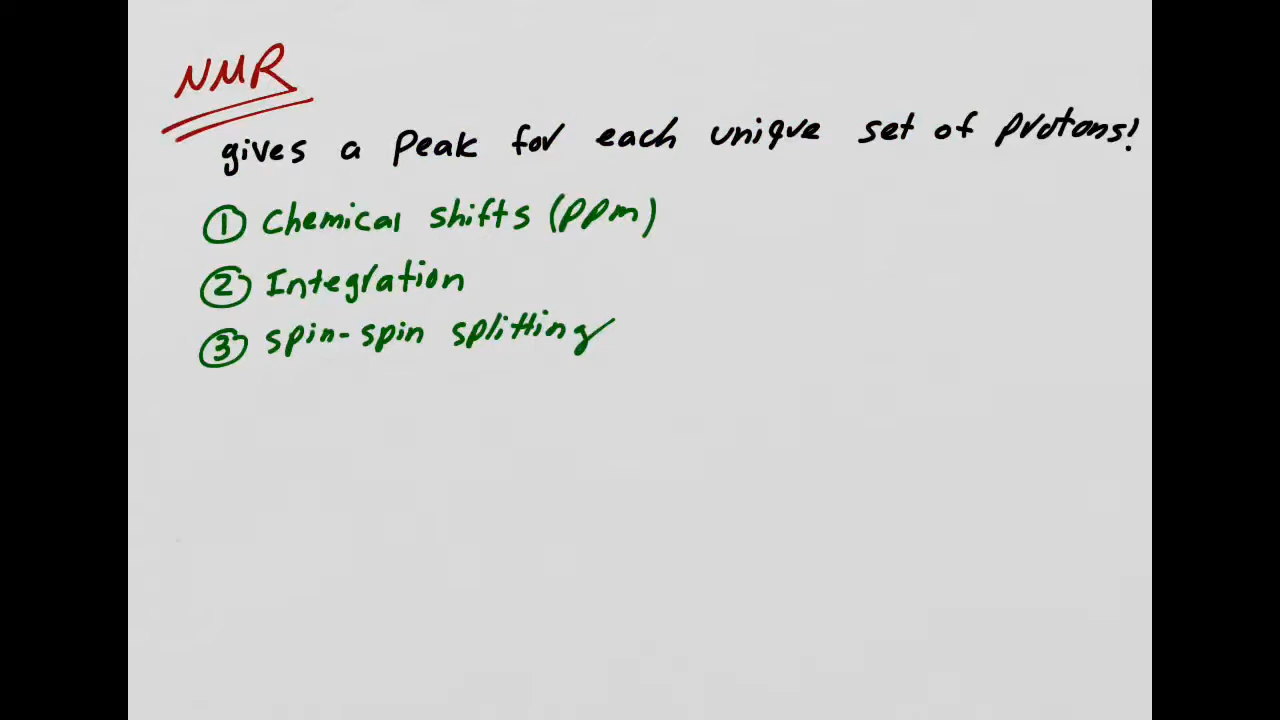 NMR
gives a peak for each unique set of protons!
① Chemical shifts (ppm)
② Integration
③ spin-spin splitting